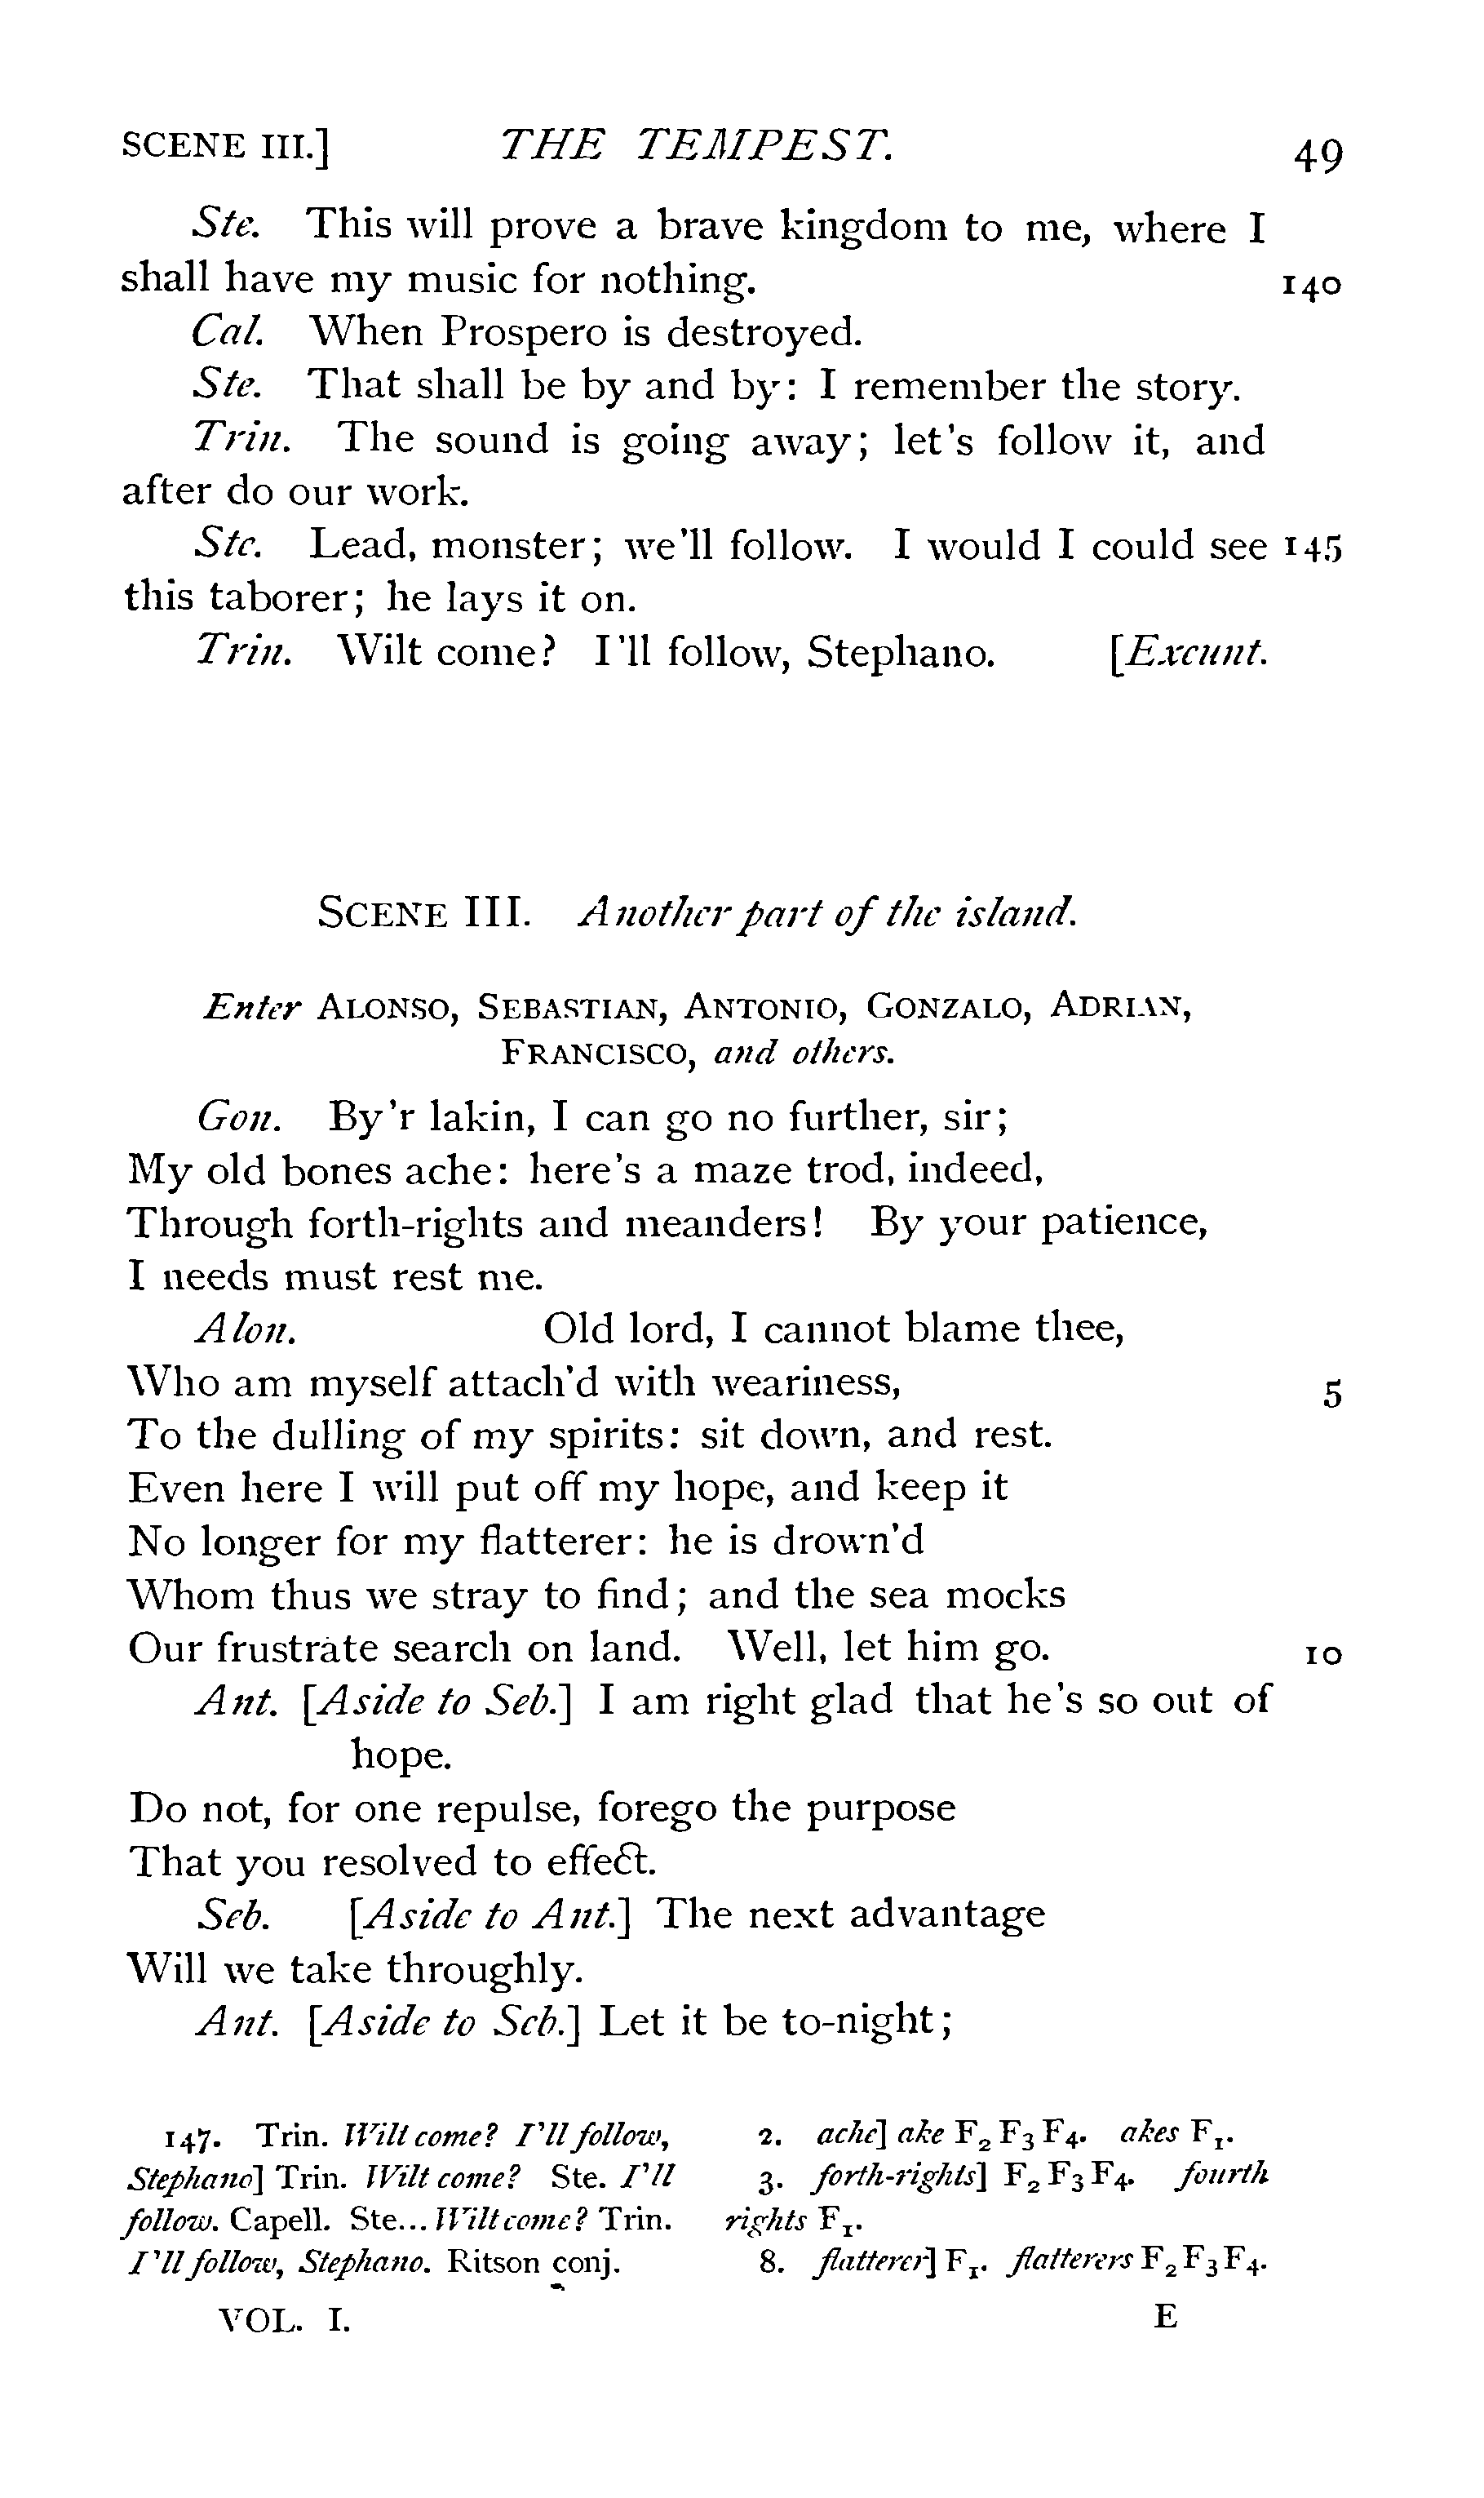 SCENE III.] THE TEMPEST. 49
Ste. This will prove a brave kingdom to me, where I
shall have my music for nothing. 140
Cal. When Prospero is destroyed.
Ste. That shall be by and by: I remember the story.
Trin. The sound is going away; let's follow it, and
after do our work.
Ste. Lead, monster; we'll follow. I would I could see 145
this taborer; he lays it on.
Trin. Wilt come? I'll follow, Stephano. [Exeunt.
SCENE III. Another part of the island.
Enter ALONSO, SEBASTIAN, ANTONIO, GONZALO, ADRIAN,
FRANCISCO, and others.
Gon. By'r lakin, I can go no further, sir;
My old bones ache: here's a maze trod, indeed,
Through forth-rights and meanders! By your patience,
I needs must rest me.
Alon. Old lord, I cannot blame thee,
Who am myself attach'd with weariness, 5
To the dulling of my spirits: sit down, and rest.
Even here I will put off my hope, and keep it
No longer for my flatterer: he is drown'd
Whom thus we stray to find; and the sea mocks
Our frustrate search on land. Well, let him go. 10
Ant. [Aside to Seb.] I am right glad that he's so out of
hope.
Do not, for one repulse, forego the purpose
That you resolved to effect.
Seb. [Aside to Ant.] The next advantage
Will we take throughly.
Ant. [Aside to Seb.] Let it be to-night;
147. Trin. Wilt come? I'll follow,
Stephano] Trin. Wilt come? Ste. I'll
follow. Capell. Ste... Wilt come? Trin.
I'll follow, Stephano. Ritson conj.
2. ache] ake F2 F3 F4. akes F1.
3. forth-rights] F2 F3 F4. fourth
rights F1.
8. flatterer] F1. flatterers F2 F3 F4.
VOL. I. E